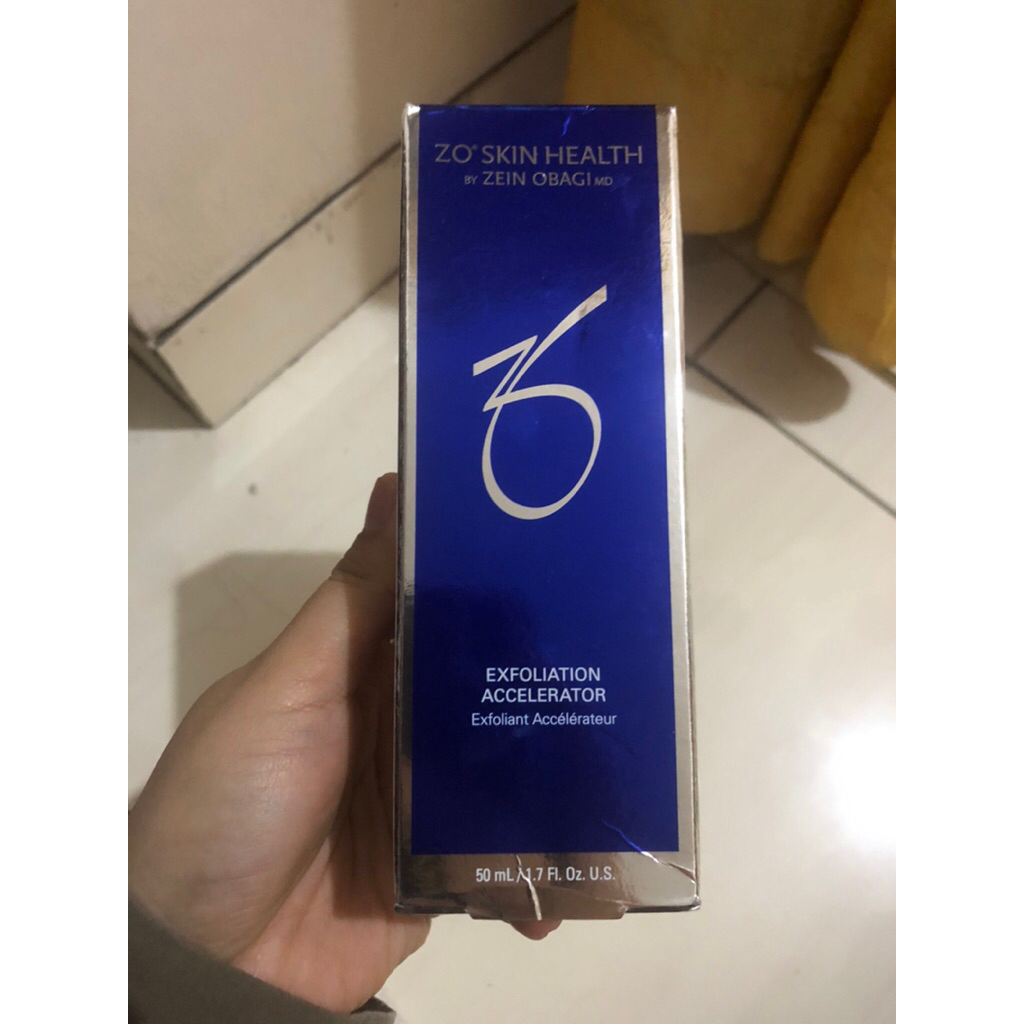 ZO® SKIN HEALTH
BY ZEIN OBAGI MD
ZO
EXFOLIATION
ACCELERATOR
Exfoliant Accélérateur
50 mL / 1.7 Fl. Oz. U.S.